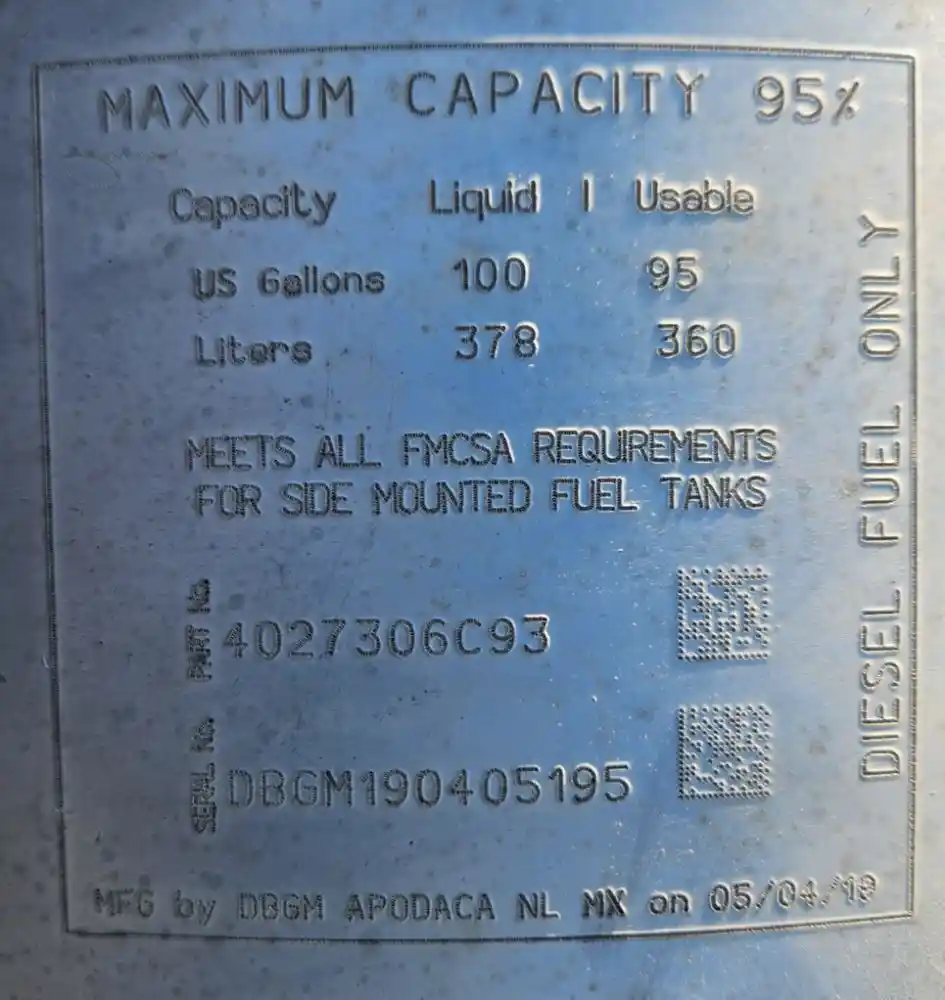 MAXIMUM CAPACITY 95%
Capacity Liquid | Usable
US Gallons 100 95
Liters 378 360
MEETS ALL FMCSA REQUIREMENTS
FOR SIDE MOUNTED FUEL TANKS
PART No. 4027306C93
SERIAL No. DBGM190405195
MFG by DBGM APODACA NL MX on 05/04/19
DIESEL FUEL ONLY